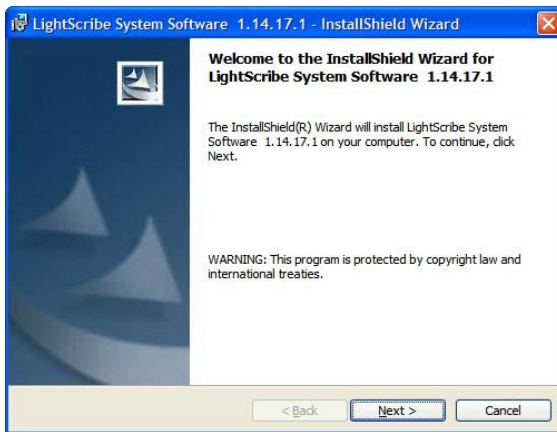 LightScribe System Software 1.14.17.1 - InstallShield Wizard
Welcome to the InstallShield Wizard for
LightScribe System Software 1.14.17.1
The InstallShield(R) Wizard will install LightScribe System
Software 1.14.17.1 on your computer. To continue, click
Next.
WARNING: This program is protected by copyright law and
international treaties.
< Back Next > Cancel